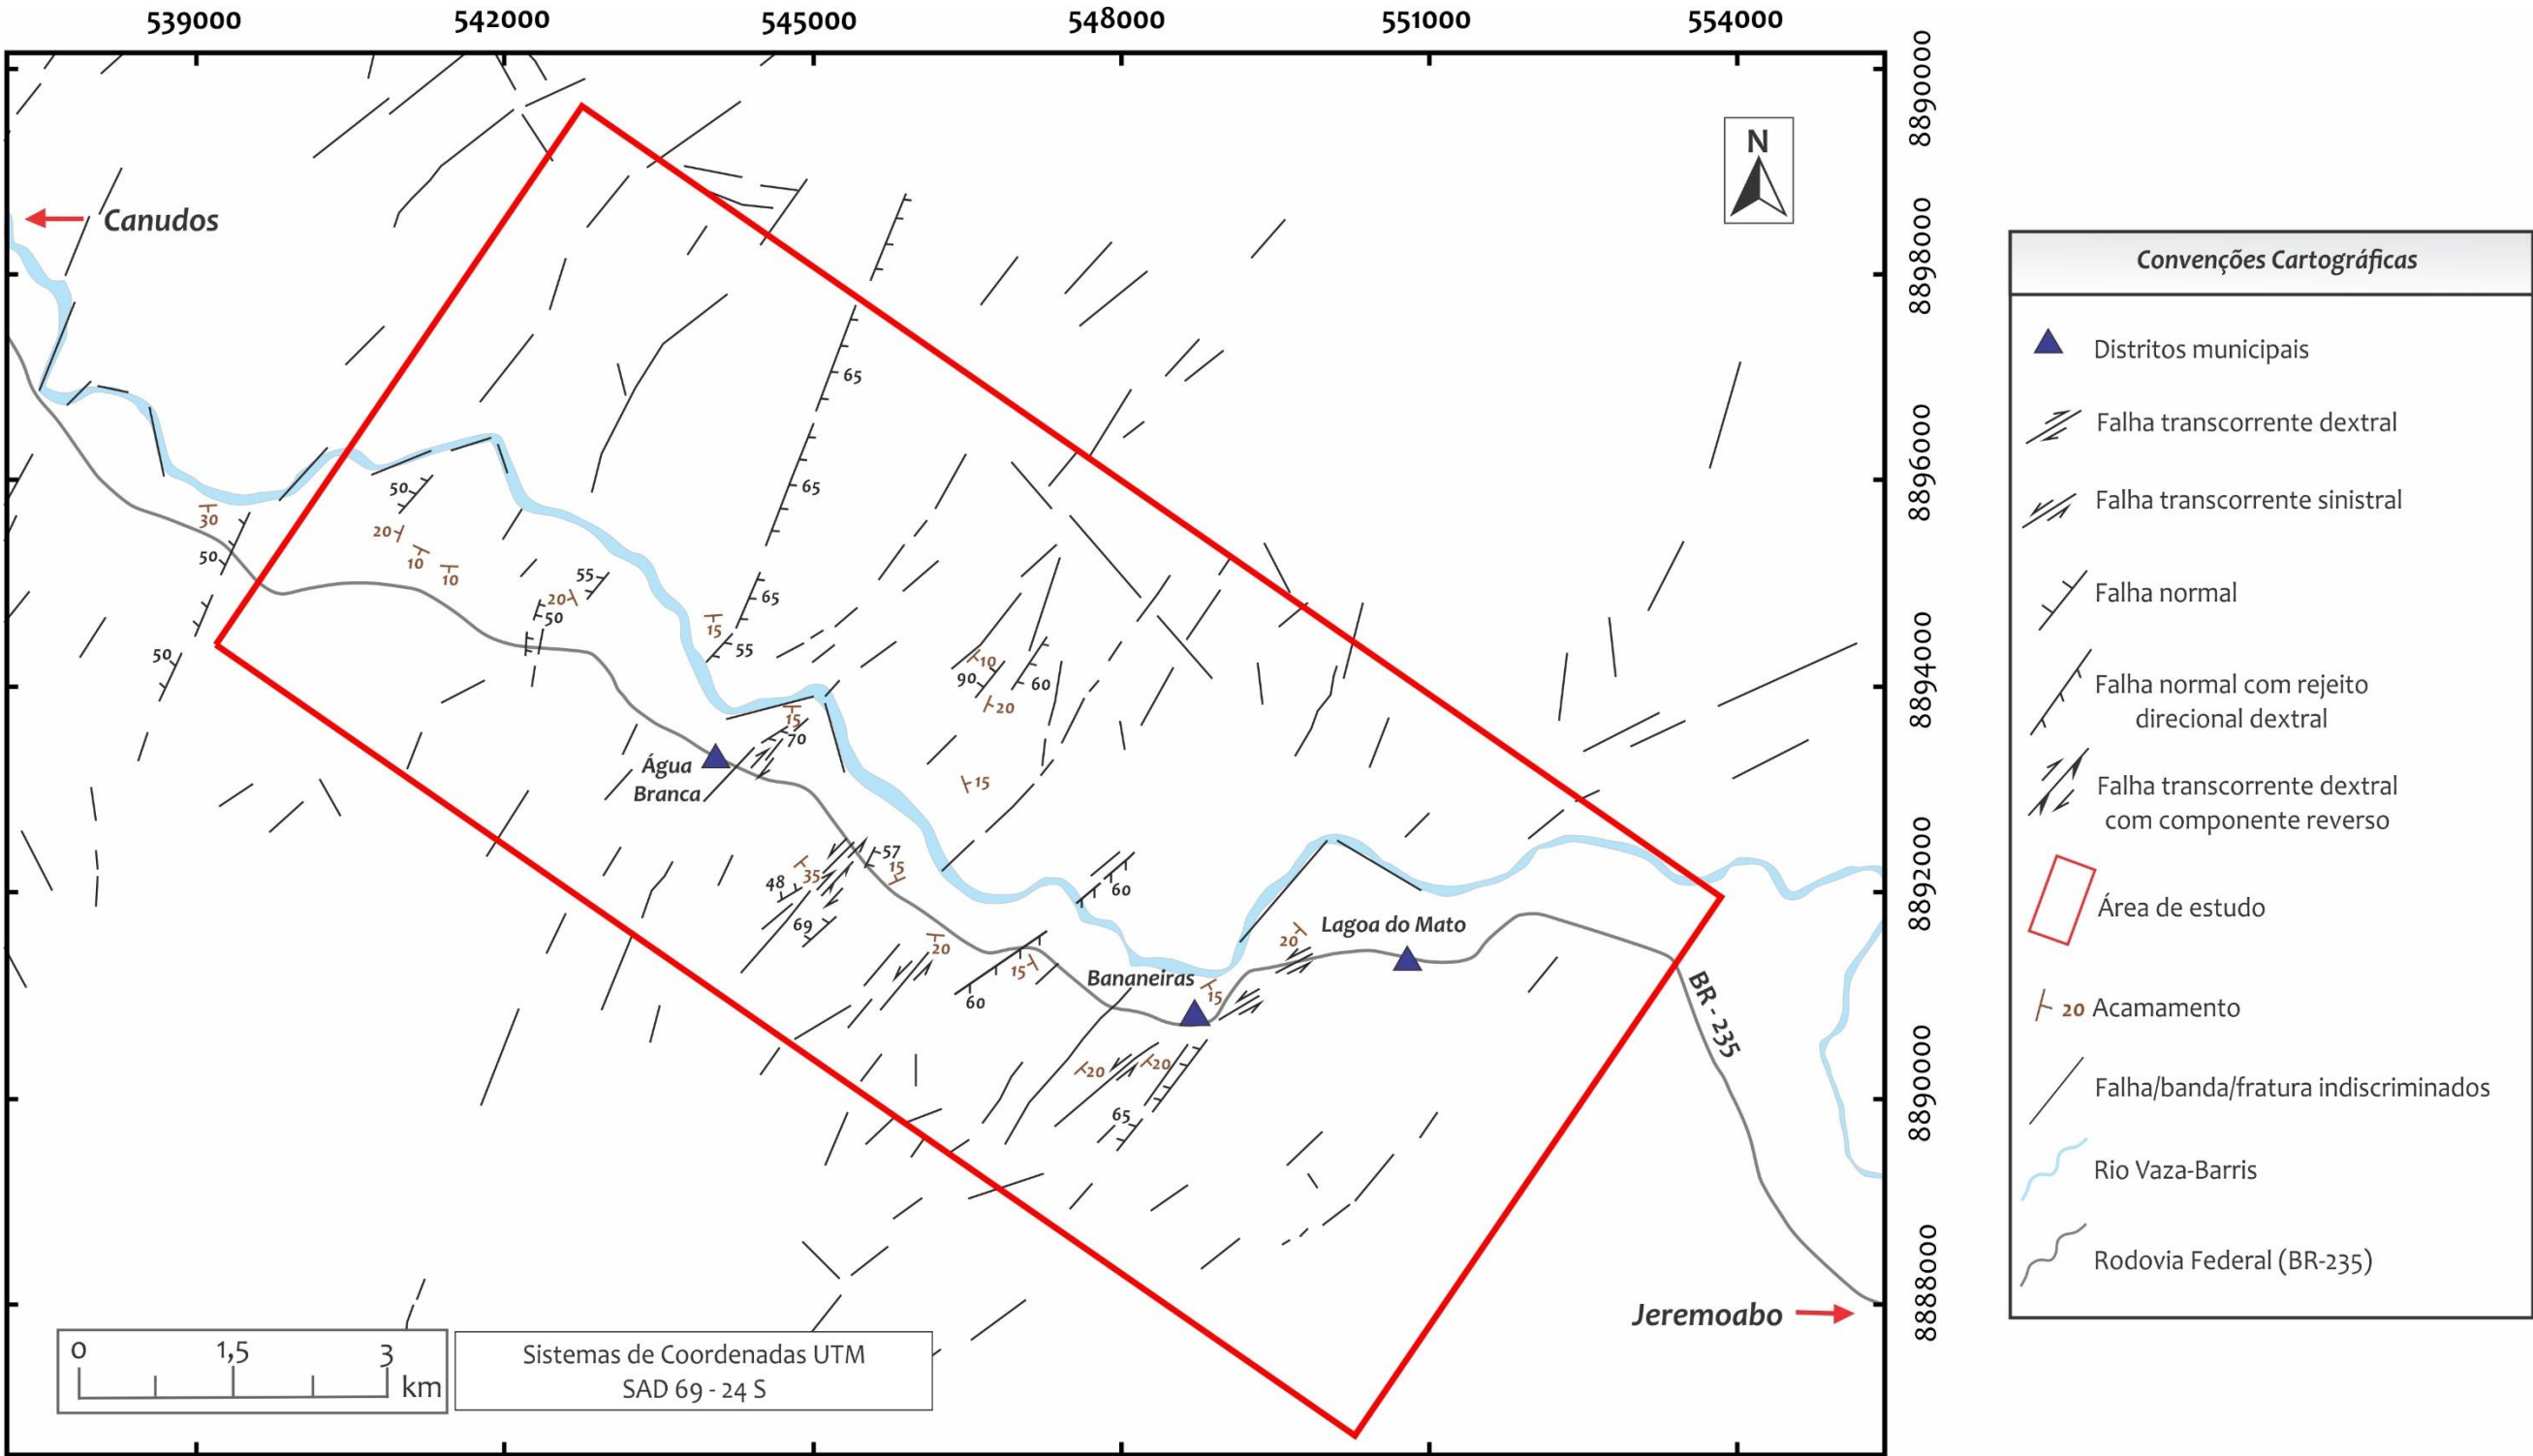 539000 542000 545000 548000 551000 554000
8900000
N
Canudos
8898000
Convenções Cartográficas
Distritos municipais
65
Falha transcorrente dextral
8896000
50
65
Falha transcorrente sinistral
30
20
50
10
10
55
Falha normal
20
65
50
15
55
8894000
50
10
90
60
Falha normal com rejeito
direcional dextral
20
15
70
Água
Branca
15
Falha transcorrente dextral
com componente reverso
57
15
8892000
48
35
60
Área de estudo
69
Lagoa do Mato
20
20
15
Bananeiras
60
15
BR - 235
20 Acamamento
8890000
20
20
65
Falha/banda/fratura indiscriminados
Rio Vaza-Barris
8888000
Rodovia Federal (BR-235)
Jeremoabo
0 1,5 3
km
Sistemas de Coordenadas UTM
SAD 69 - 24 S